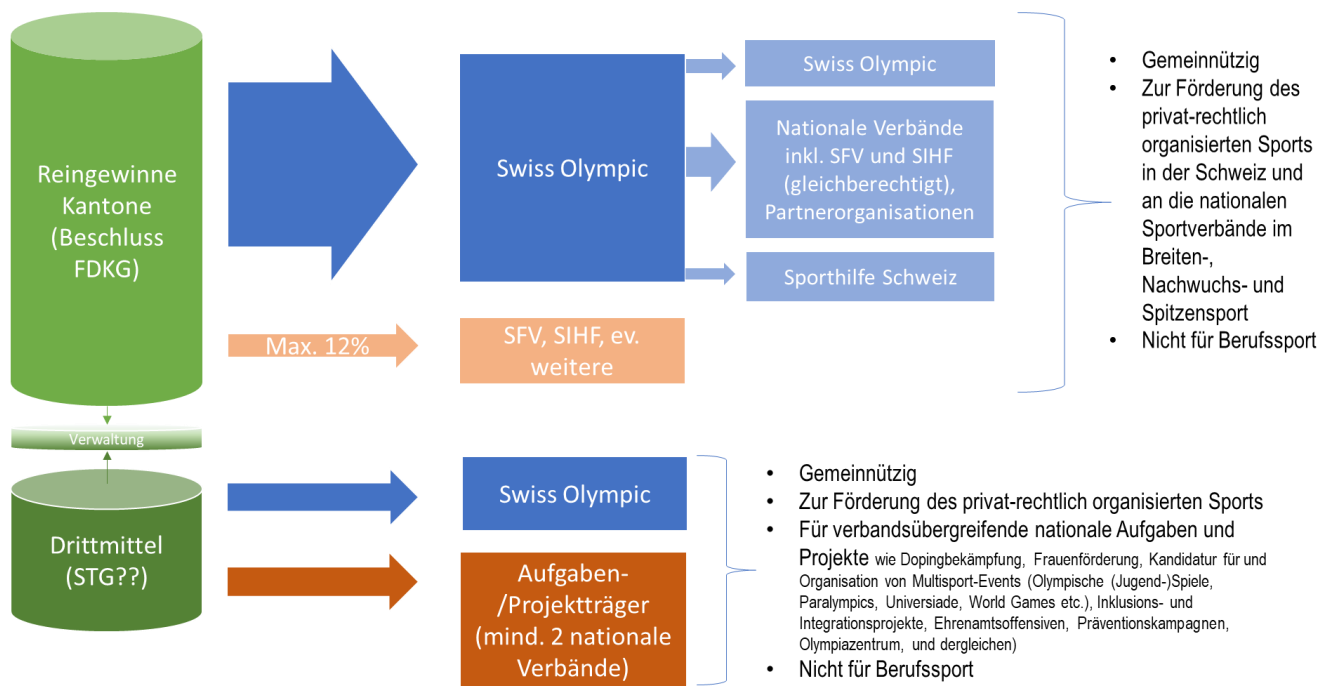 Reingewinne
Kantone
(Beschluss
FDKG)
Swiss Olympic
Swiss Olympic
Nationale Verbände
inkl. SFV und SIHF
(gleichberechtigt),
Partnerorganisationen
Sporthilfe Schweiz
Max. 12%
SFV, SIHF, ev.
weitere
• Gemeinnützig
• Zur Förderung des
privat-rechtlich
organisierten Sports
in der Schweiz und
an die nationalen
Sportverbände im
Breiten-,
Nachwuchs- und
Spitzensport
• Nicht für Berufssport
Verwaltung
Drittmittel
(STG??)
Swiss Olympic
Aufgaben-
/Projektträger
(mind. 2 nationale
Verbände)
• Gemeinnützig
• Zur Förderung des privat-rechtlich organisierten Sports
• Für verbandsübergreifende nationale Aufgaben und
Projekte wie Dopingbekämpfung, Frauenförderung, Kandidatur für und
Organisation von Multisport-Events (Olympische (Jugend-)Spiele,
Paralympics, Universiade, World Games etc.), Inklusions- und
Integrationsprojekte, Ehrenamtsoffensiven, Präventionskampagnen,
Olympiazentrum, und dergleichen)
• Nicht für Berufssport